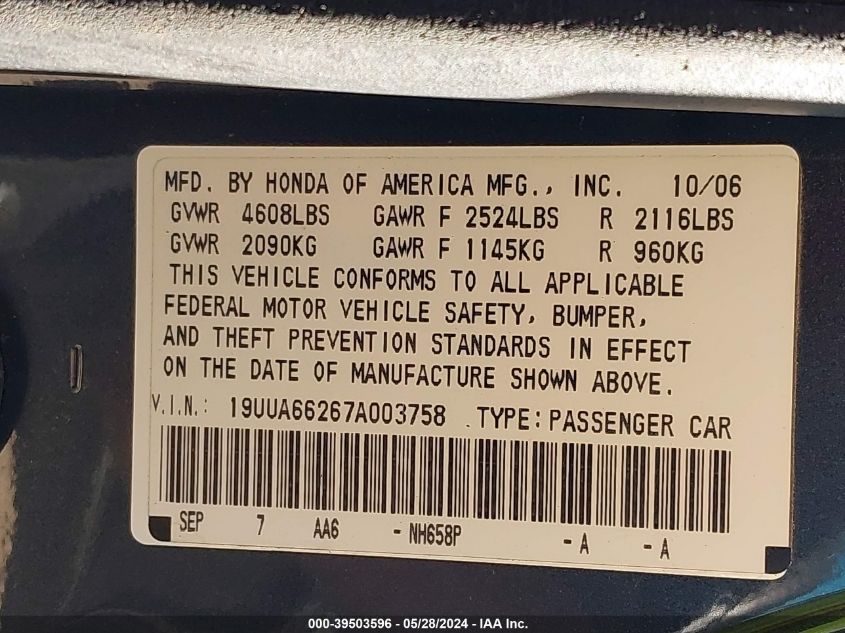 MFD. BY HONDA OF AMERICA MFG., INC. 10/06
GVWR 4608LBS GAWR F 2524LBS R 2116LBS
GVWR 2090KG GAWR F 1145KG R 960KG
THIS VEHICLE CONFORMS TO ALL APPLICABLE
FEDERAL MOTOR VEHICLE SAFETY, BUMPER,
AND THEFT PREVENTION STANDARDS IN EFFECT
ON THE DATE OF MANUFACTURE SHOWN ABOVE.
V.I.N.: 19UUA66267A003758 TYPE: PASSENGER CAR
SEP 7 AA6 - NH658P - A - A
000-39503596 - 05/28/2024 - IAA Inc.